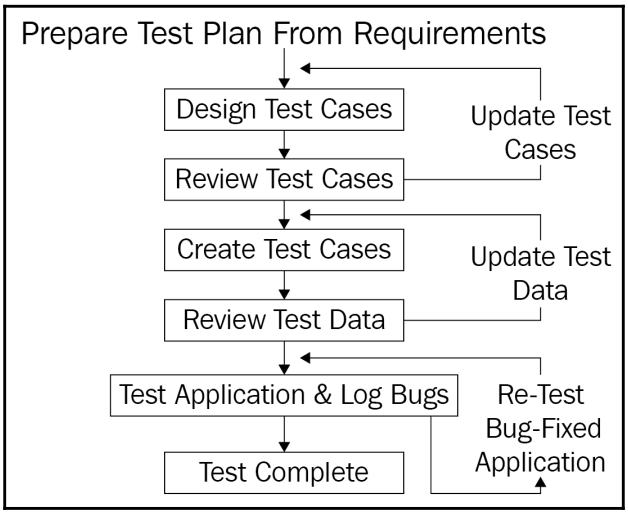 Prepare Test Plan From Requirements
Design Test Cases
Update Test
Cases
Review Test Cases
Create Test Cases
Update Test
Data
Review Test Data
Test Application & Log Bugs
Re-Test
Bug-Fixed
Application
Test Complete